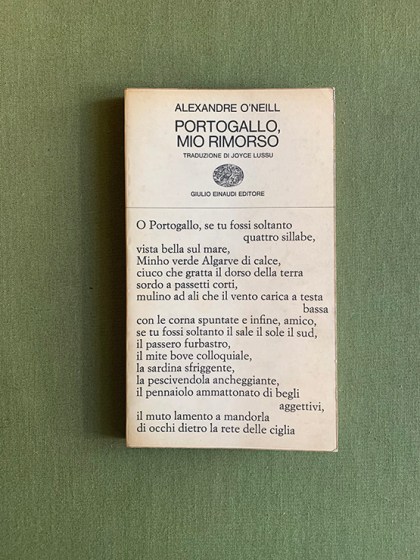 ALEXANDRE O'NEILL
PORTOGALLO,
MIO RIMORSO
TRADUZIONE DI JOYCE LUSSU
GIULIO EINAUDI EDITORE
O Portogallo, se tu fossi soltanto
quattro sillabe,
vista bella sul mare,
Minho verde Algarve di calce,
ciuco che gratta il dorso della terra
sordo a passetti corti,
mulino ad ali che il vento carica a testa
bassa
con le corna spuntate e infine, amico,
se tu fossi soltanto il sale il sole il sud,
il passero furbastro,
il mite bove colloquiale,
la sardina sfriggente,
la pescivendola ancheggiante,
il pennaiolo ammattonato di begli
aggettivi,
il muto lamento a mandorla
di occhi dietro la rete delle ciglia